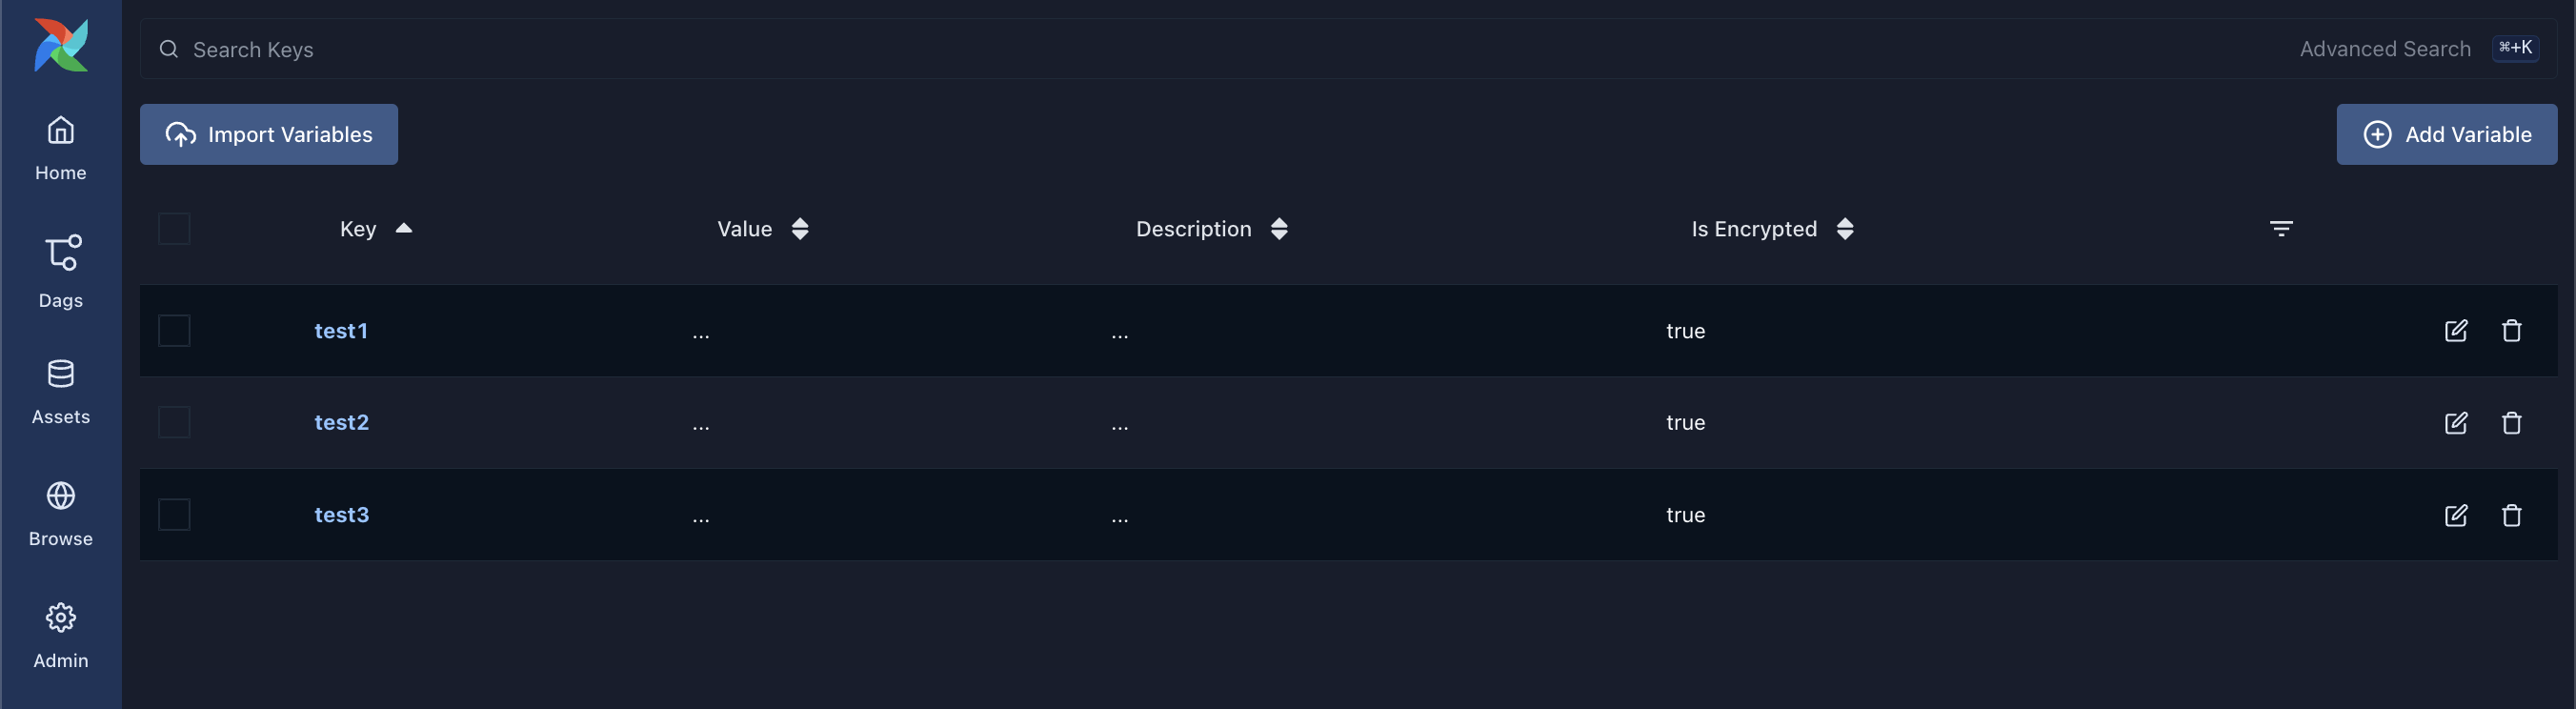 Search Keys
Advanced Search ⌘+K
Import Variables
Add Variable
Key Value Description Is Encrypted
test1 ... ... true
test2 ... ... true
test3 ... ... true
Home
Dags
Assets
Browse
Admin